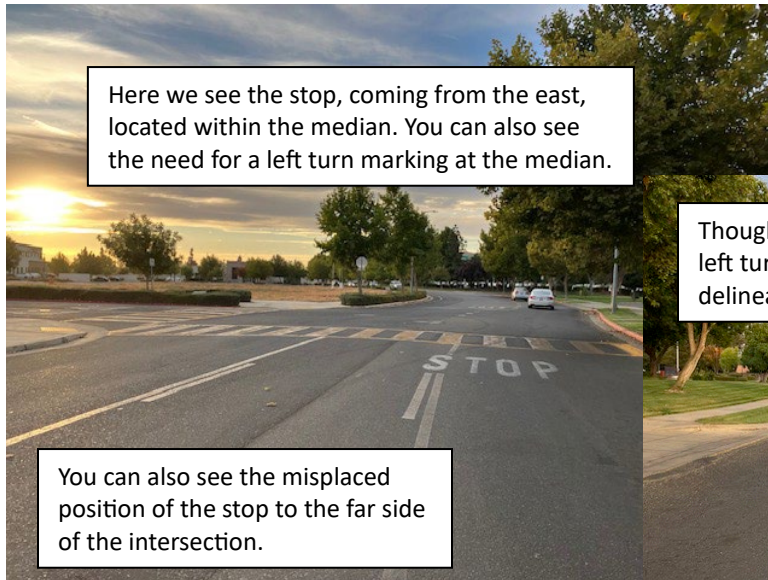 Here we see the stop, coming from the east,
located within the median. You can also see
the need for a left turn marking at the median.
left
STOP
You can also see the misplaced
position of the stop to the far side
of the intersection.